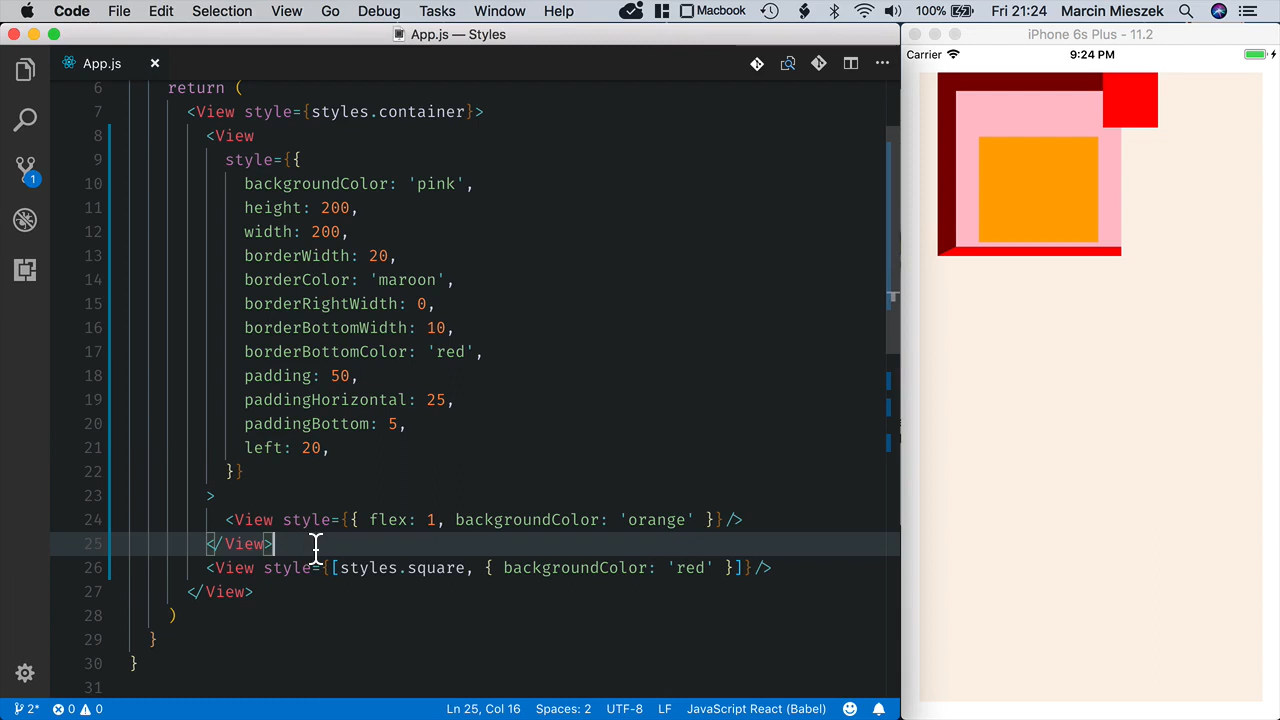 Code File Edit Selection View Go Debug Tasks Window Help Macbook 100% Fri 21:24 Marcin Mieszek
App.js — Styles
iPhone 6s Plus - 11.2
App.js
Carrier 9:24 PM
6 return (
7 <View style={styles.container}>
8 <View
9 style={{
10 backgroundColor: 'pink',
11 height: 200,
12 width: 200,
13 borderWidth: 20,
14 borderColor: 'maroon',
15 borderRightWidth: 0,
16 borderBottomWidth: 10,
17 borderBottomColor: 'red',
18 padding: 50,
19 paddingHorizontal: 25,
20 paddingBottom: 5,
21 left: 20,
22 }}
23 >
24 <View style={{ flex: 1, backgroundColor: 'orange' }}/>
25 </View>
26 <View style={[styles.square, { backgroundColor: 'red' }]}/>
27 </View>
28 )
29 }
30 }
31
1
2* 0 0 Ln 25, Col 16 Spaces: 2 UTF-8 LF JavaScript React (Babel)